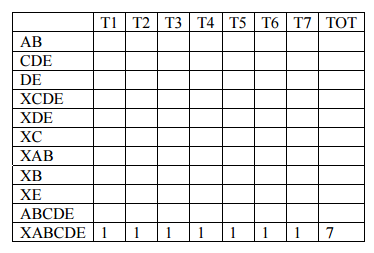 T1 T2 T3 T4 T5 T6 T7 TOT
AB
CDE
DE
XCDE
XDE
XC
XAB
XB
XE
ABCDE
XABCDE 1 1 1 1 1 1 1 7